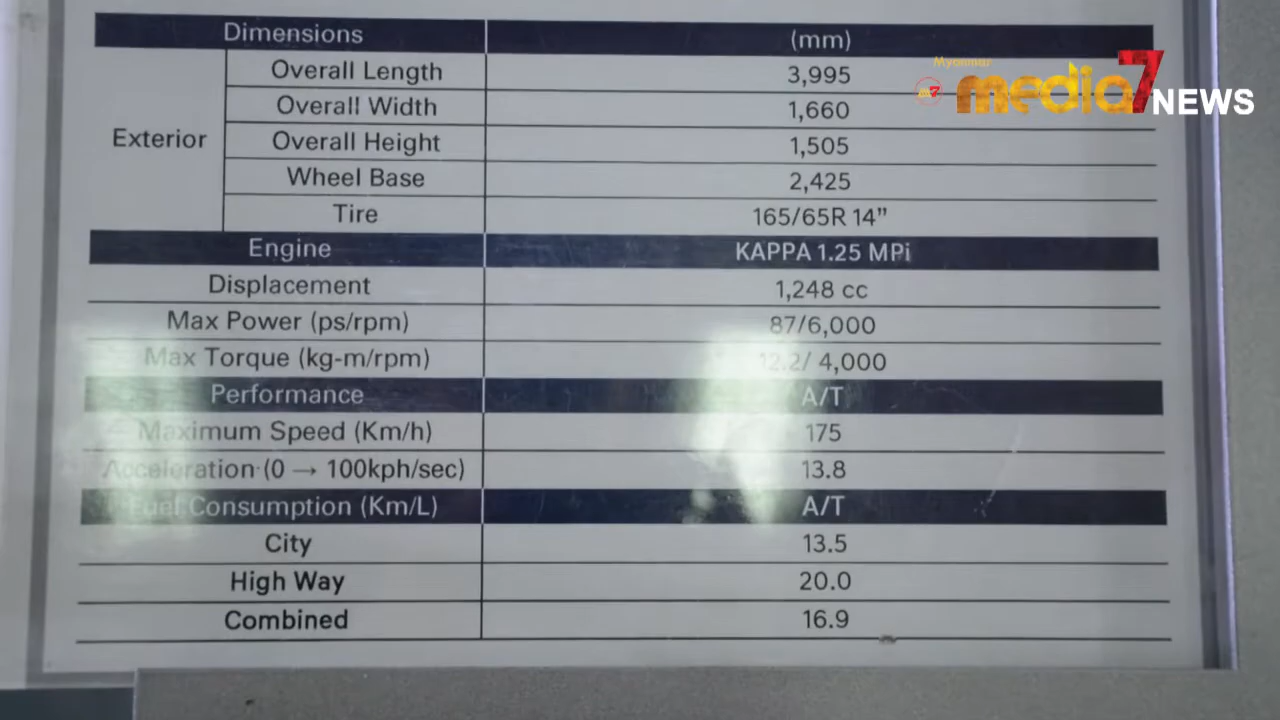 Dimensions (mm)
Myanmar
media7 NEWS
Exterior
Overall Length 3,995
Overall Width 1,660
Overall Height 1,505
Wheel Base 2,425
Tire 165/65R 14”
Engine KAPPA 1.25 MPi
Displacement 1,248 cc
Max Power (ps/rpm) 87/6,000
Max Torque (kg-m/rpm) 12.2/ 4,000
Performance A/T
Maximum Speed (Km/h) 175
Acceleration (0 → 100kph/sec) 13.8
Fuel Consumption (Km/L) A/T
City 13.5
High Way 20.0
Combined 16.9